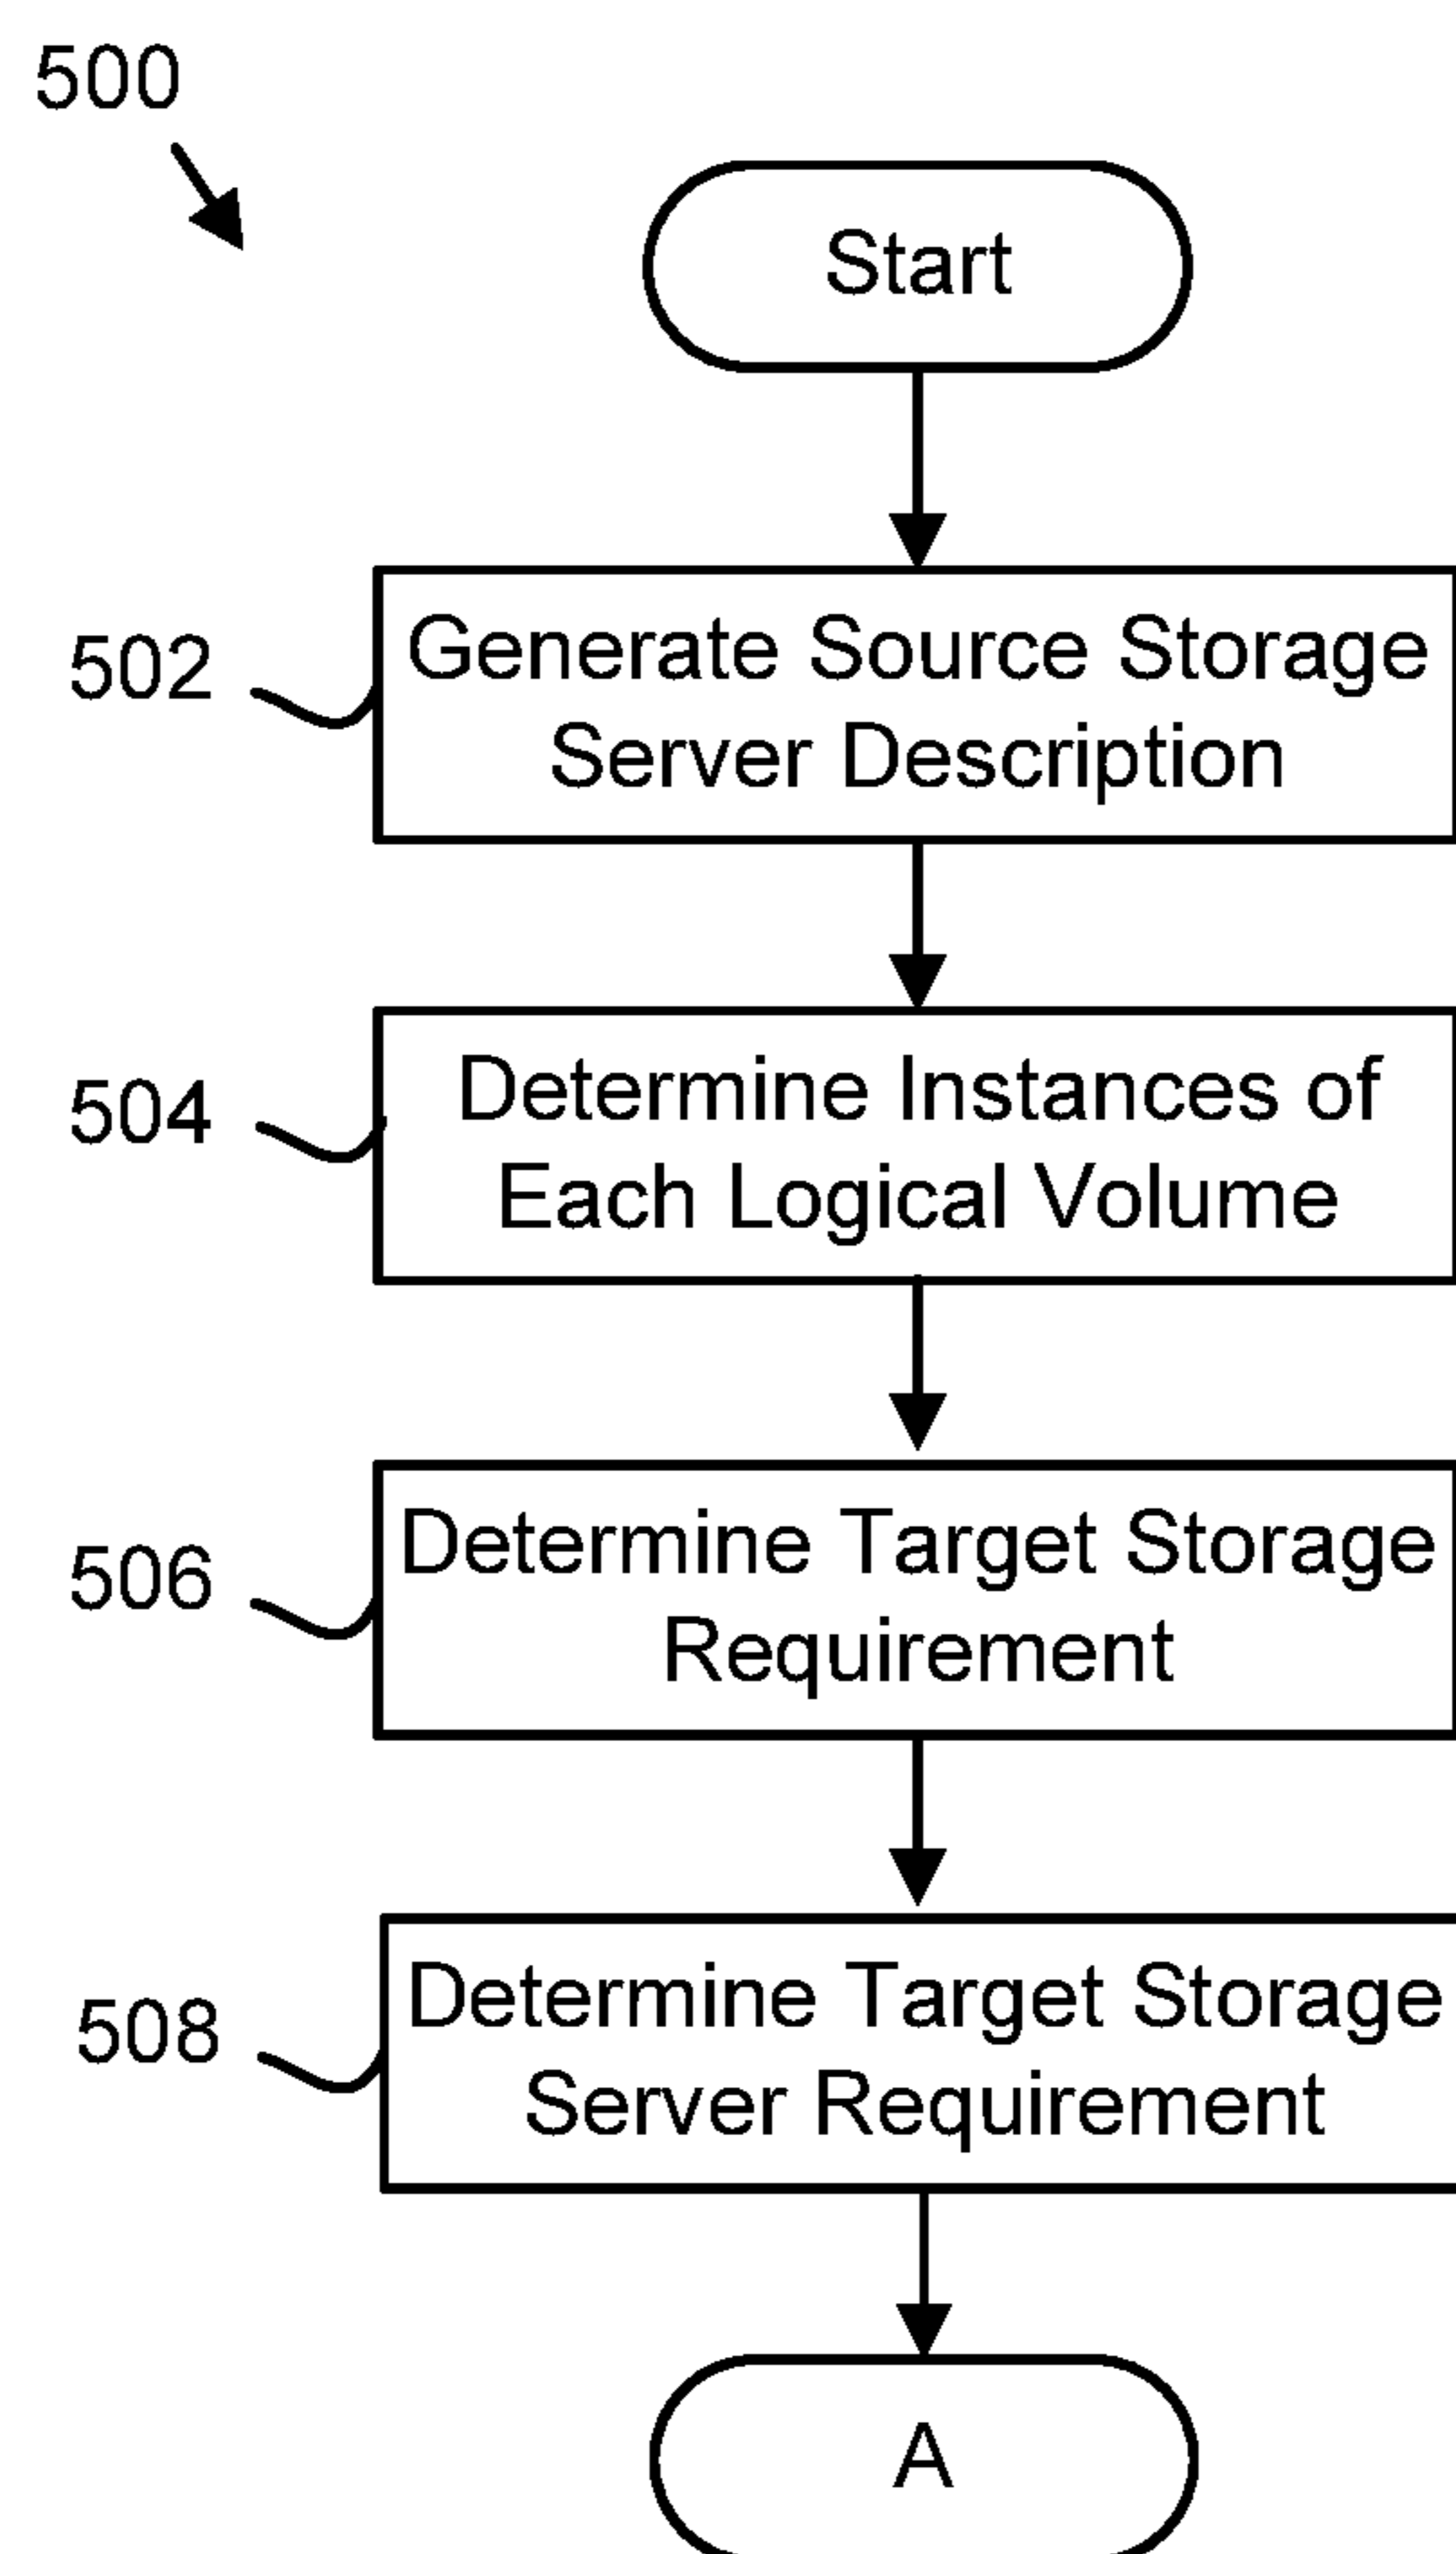 500
Start
502
Generate Source Storage
Server Description
504
Determine Instances of
Each Logical Volume
506
Determine Target Storage
Requirement
508
Determine Target Storage
Server Requirement
A